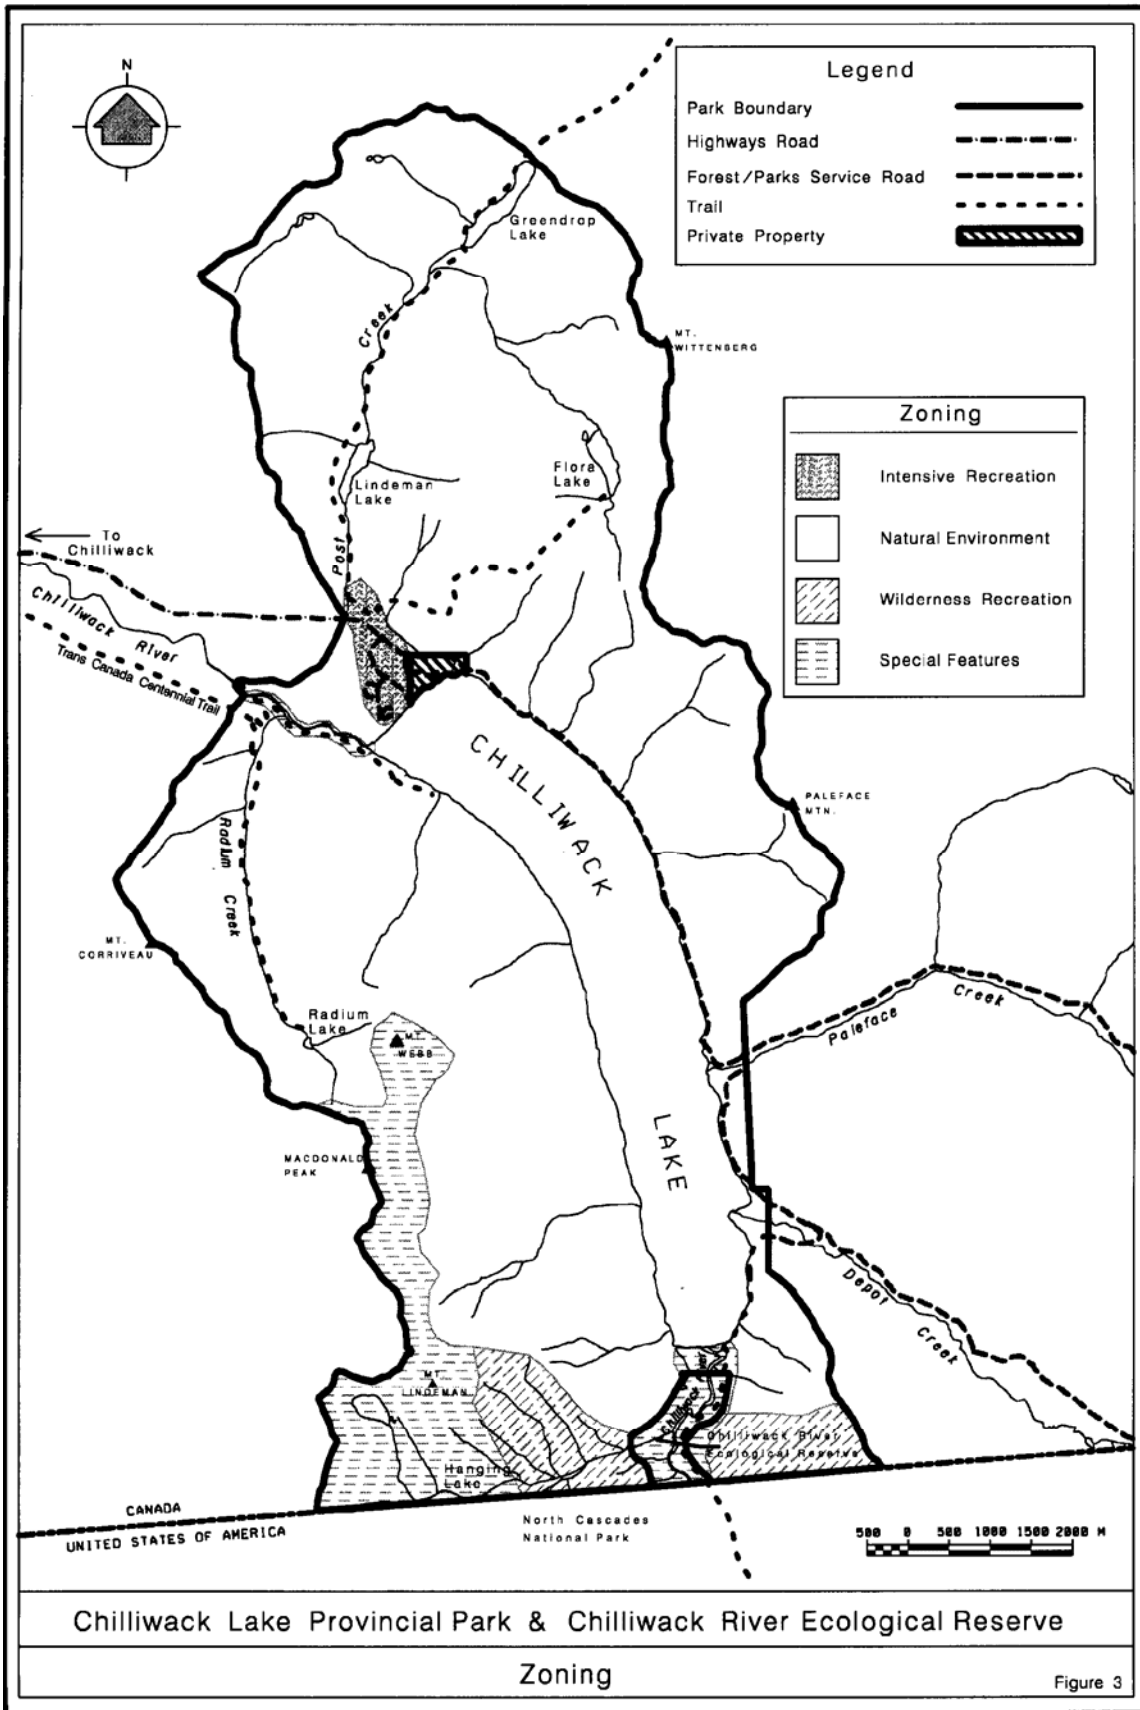 N
Legend
Park Boundary
Highways Road
Forest/Parks Service Road
Trail
Private Property
Greendrop
Lake
Creek
MT.
WITTENBERG
Zoning
Intensive Recreation
Natural Environment
Wilderness Recreation
Special Features
Flora
Lake
Lindeman
Lake
Post
To
Chilliwack
Chilliwack River
Trans Canada Centennial Trail
CHILLIWACK
LAKE
PALEFACE
MTN.
Radium
Creek
MT.
CORRIVEAU
Radium
Lake
MT.
WEBB
Paleface
Creek
MACDONALD
PEAK
Depot
Creek
MT.
LINDEMAN
Chilliwack River
Chilliwack River
Ecological Reserve
Hanging
Lake
CANADA
UNITED STATES OF AMERICA
North Cascades
National Park
500 0 500 1000 1500 2000 M
Chilliwack Lake Provincial Park & Chilliwack River Ecological Reserve
Zoning
Figure 3